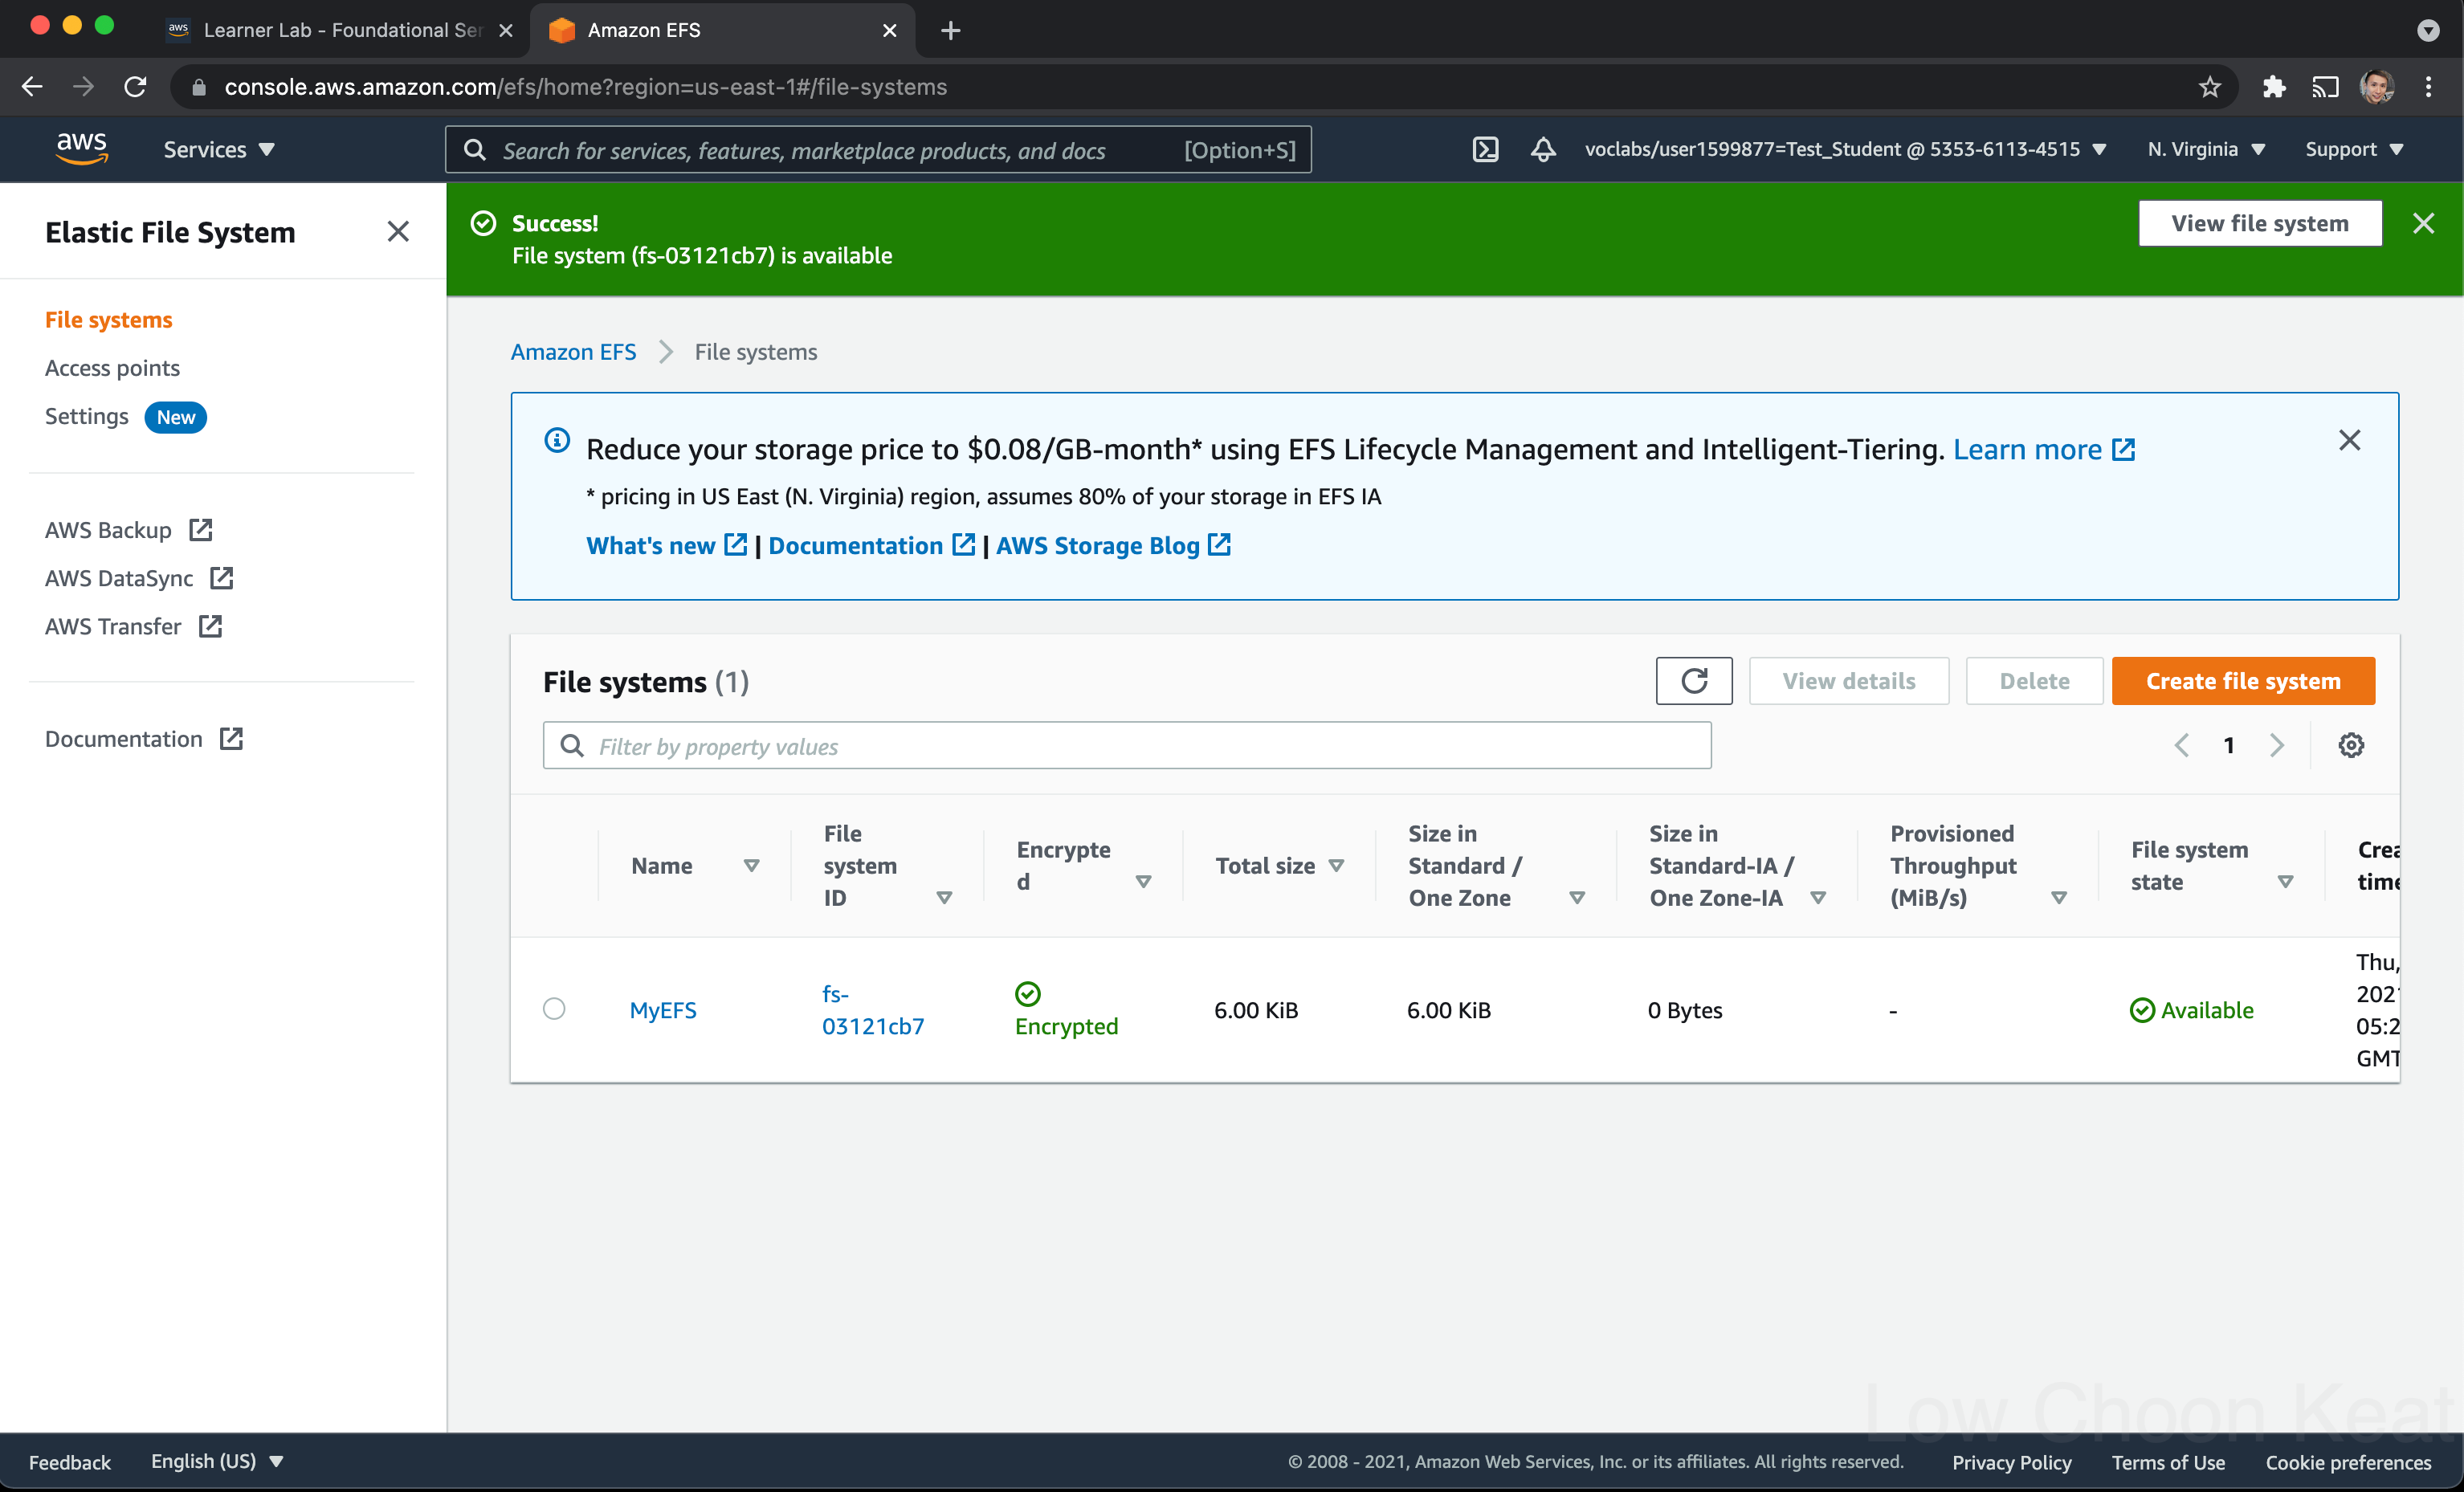 Learner Lab - Foundational Ser
Amazon EFS
console.aws.amazon.com/efs/home?region=us-east-1#/file-systems
aws
Services
Search for services, features, marketplace products, and docs
[Option+S]
voclabs/user1599877=Test_Student @ 5353-6113-4515
N. Virginia
Support
Elastic File System
File systems
Access points
Settings New
AWS Backup
AWS DataSync
AWS Transfer
Documentation
Success!
File system (fs-03121cb7) is available
View file system
Amazon EFS > File systems
Reduce your storage price to $0.08/GB-month* using EFS Lifecycle Management and Intelligent-Tiering. Learn more
* pricing in US East (N. Virginia) region, assumes 80% of your storage in EFS IA
What's new | Documentation | AWS Storage Blog
File systems (1)
View details
Delete
Create file system
Filter by property values
1
Name
File
system
ID
Encrypte
d
Total size
Size in
Standard /
One Zone
Size in
Standard-IA /
One Zone-IA
Provisioned
Throughput
(MiB/s)
File system
state
Crea
time
MyEFS
fs-
03121cb7
Encrypted
6.00 KiB
6.00 KiB
0 Bytes
-
Available
Thu,
202
05:2
GMT
Low Choon Keat
Feedback
English (US)
© 2008 - 2021, Amazon Web Services, Inc. or its affiliates. All rights reserved.
Privacy Policy
Terms of Use
Cookie preferences